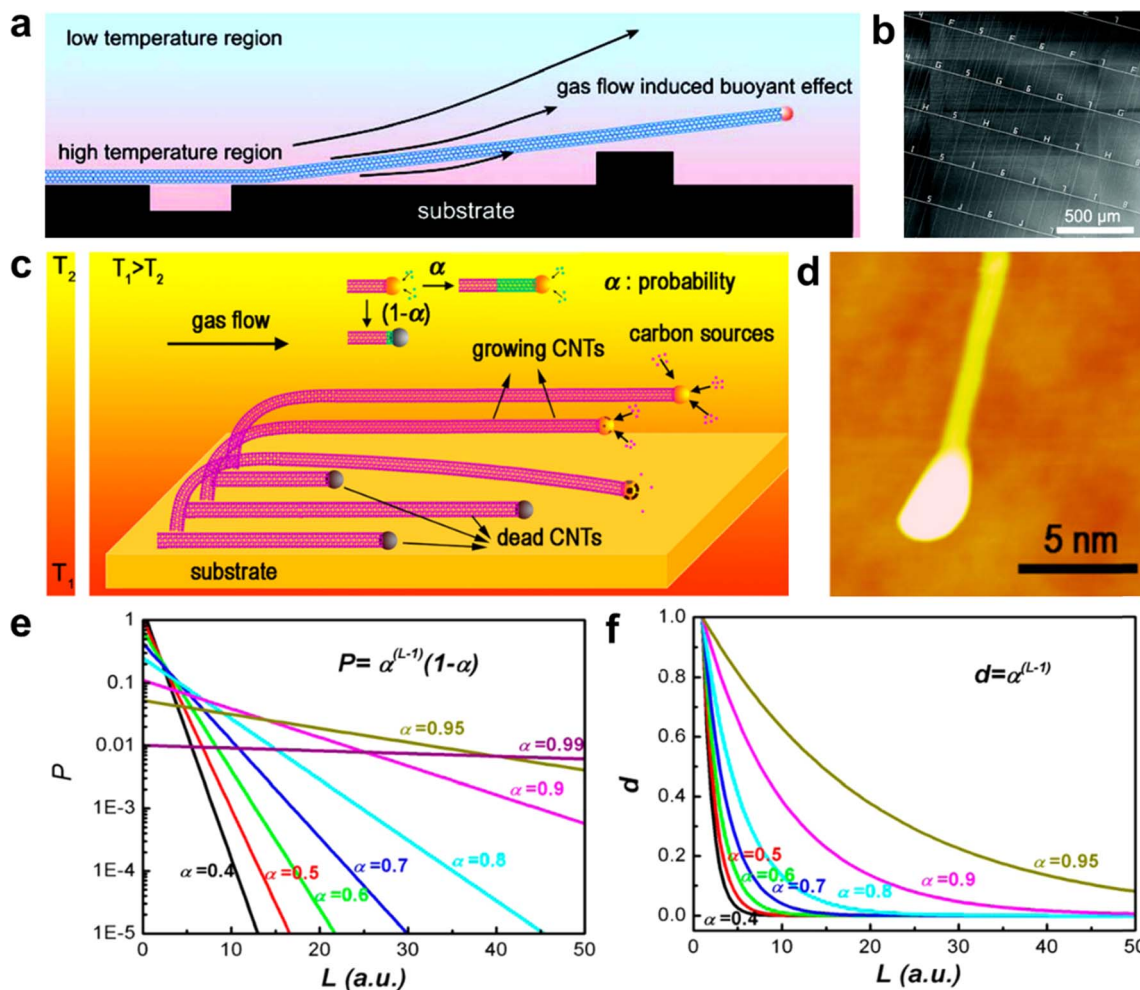 a
low temperature region
gas flow induced buoyant effect
high temperature region
substrate
b
500 µm
c
T₂
T₁>T₂
α
α : probability
(1-α)
gas flow
growing CNTs
carbon sources
dead CNTs
substrate
T₁
d
5 nm
e
P= α^(L-1)(1-α)
1
0.1
0.01
1E-3
1E-4
1E-5
P
α=0.95
α=0.99
α=0.9
α=0.8
α=0.7
α=0.6
α=0.5
α=0.4
0 10 20 30 40 50
L (a.u.)
f
d=α^(L-1)
1.0
0.8
0.6
0.4
0.2
0.0
d
α=0.95
α=0.9
α=0.8
α=0.7
α=0.6
α=0.5
α=0.4
0 10 20 30 40 50
L (a.u.)